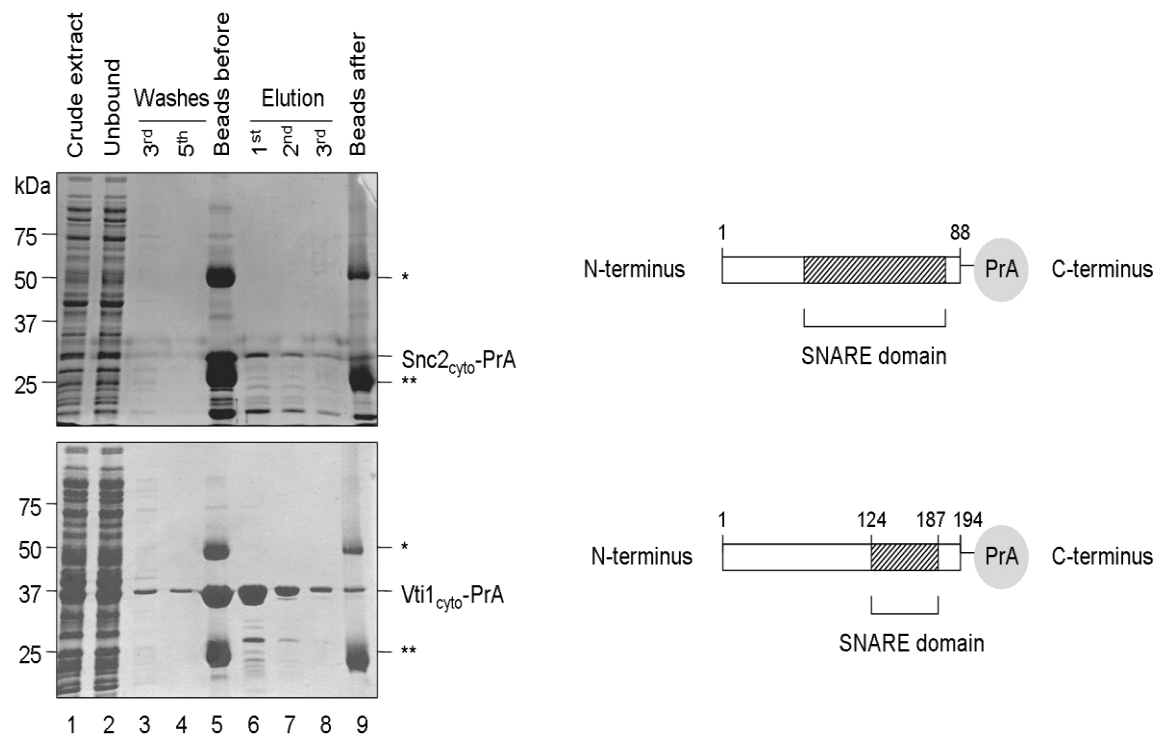 Crude extract
Unbound
Washes
3rd
5th
Beads before
Elution
1st
2nd
3rd
Beads after
kDa
75
50
37
25
*
Snc2cyto-PrA
**
1
88
N-terminus
PrA
C-terminus
SNARE domain
75
50
37
25
*
Vti1cyto-PrA
**
1
124
187
194
N-terminus
PrA
C-terminus
SNARE domain
1 2 3 4 5 6 7 8 9